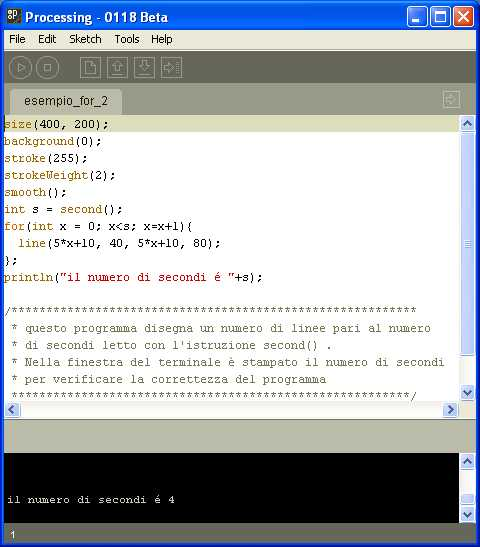 Processing - 0118 Beta
File Edit Sketch Tools Help
esempio_for_2
size(400, 200);
background(0);
stroke(255);
strokeWeight(2);
smooth();
int s = second();
for(int x = 0; x<s; x=x+1){
  line(5*x+10, 40, 5*x+10, 80);
};
println("il numero di secondi é "+s);
/**********************************************************
 * questo programma disegna un numero di linee pari al numero
 * di secondi letto con l'istruzione second() .
 * Nella finestra del terminale è stampato il numero di secondi
 * per verificare la correttezza del programma
 *********************************************************/
il numero di secondi é 4
1